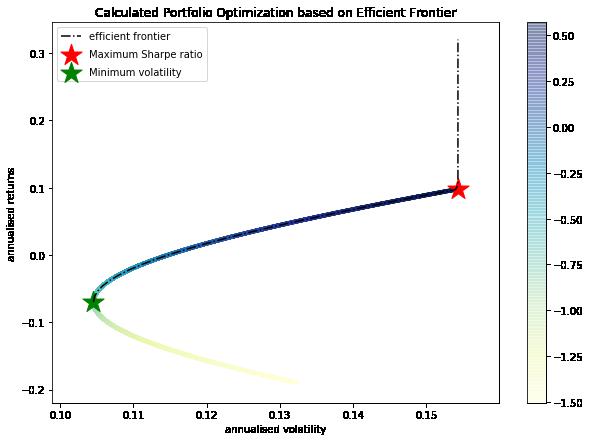 Calculated Portfolio Optimization based on Efficient Frontier
efficient frontier
Maximum Sharpe ratio
Minimum volatility
annualised returns
0.3
0.2
0.1
0.0
−0.1
−0.2
0.10 0.11 0.12 0.13 0.14 0.15
annualised volatility
0.50
0.25
0.00
−0.25
−0.50
−0.75
−1.00
−1.25
−1.50